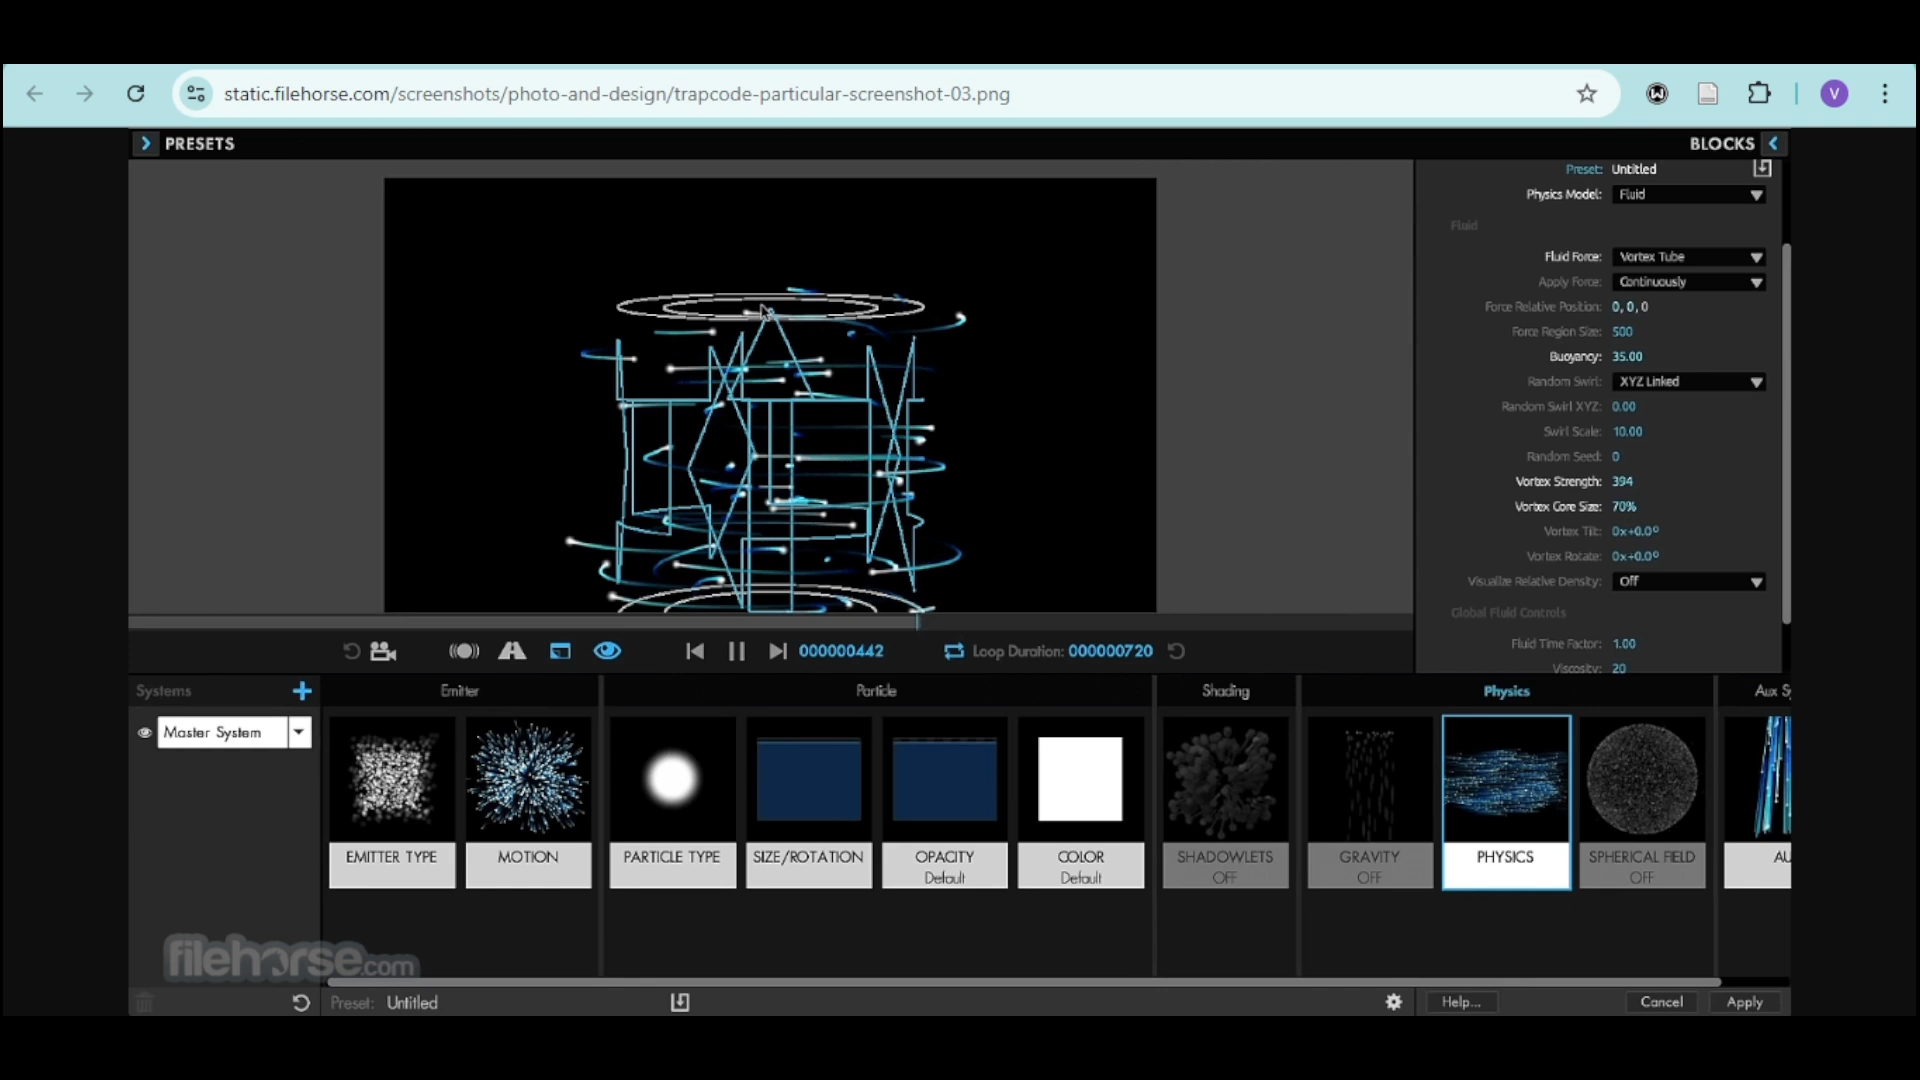 static.filehorse.com/screenshots/photo-and-design/trapcode-particular-screenshot-03.png
V
PRESETS
BLOCKS
Preset: Untitled
Physics Model: Fluid
Fluid
Fluid Force: Vortex Tube
Apply Force: Continuously
Force Relative Position: 0, 0, 0
Force Region Size: 500
Buoyancy: 35.00
Random Swirl: XYZ Linked
Random Swirl XYZ: 0.00
Swirl Scale: 10.00
Random Seed: 0
Vortex Strength: 394
Vortex Core Size: 70%
Vortex Tilt: 0x+0.0°
Vortex Rotate: 0x+0.0°
Visualize Relative Density: Off
Global Fluid Controls
Fluid Time Factor: 1.00
Viscosity: 20
000000442 Loop Duration: 000000720
Systems + Emitter Particle Shading Physics Aux Sy
Master System
EMITTER TYPE MOTION PARTICLE TYPE SIZE/ROTATION OPACITY COLOR SHADOWLETS GRAVITY PHYSICS SPHERICAL FIELD AU
Default Default OFF OFF OFF
filehorse.com
Preset: Untitled Help... Cancel Apply